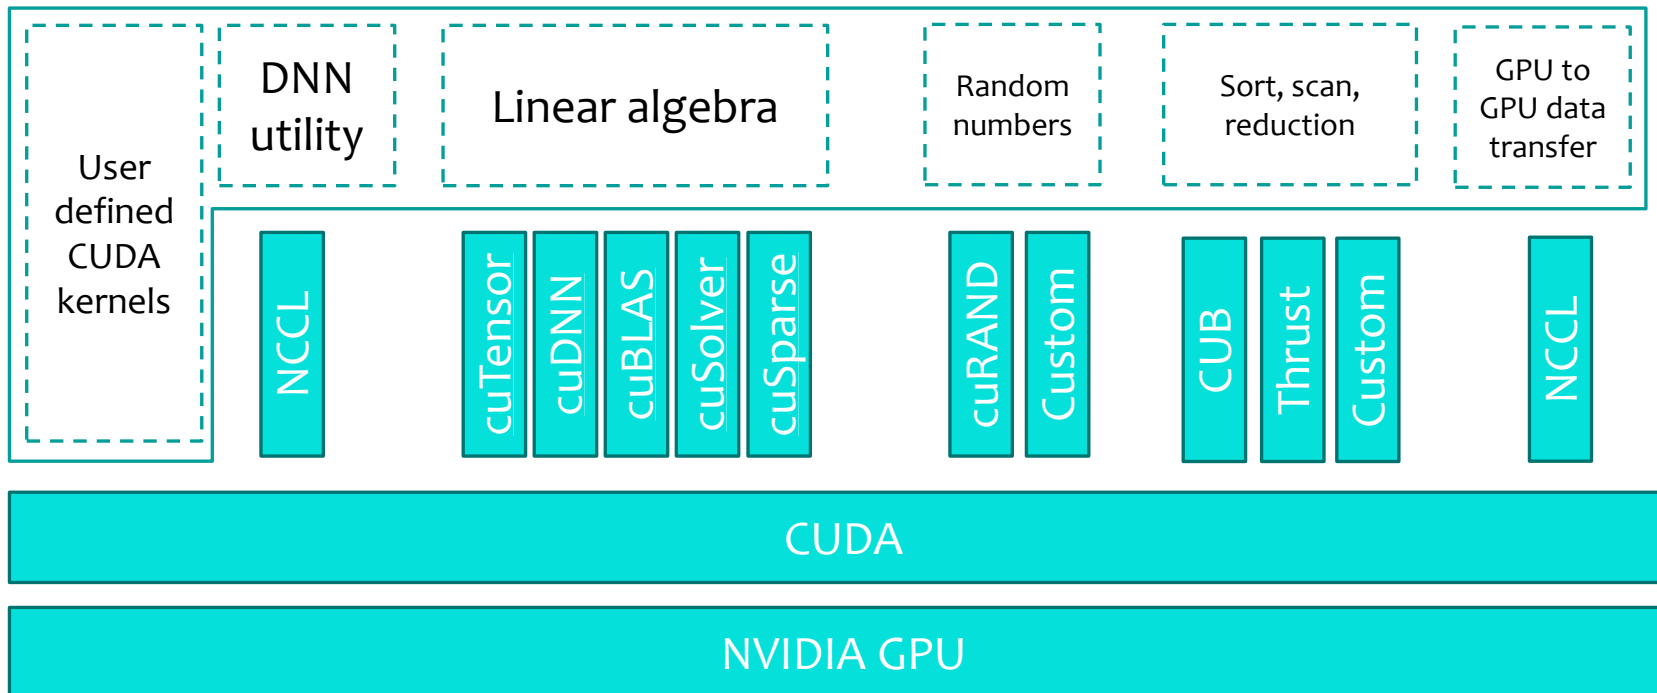 User
defined
CUDA
kernels
DNN
utility
Linear algebra
Random
numbers
Sort, scan,
reduction
GPU to
GPU data
transfer
NCCL
cuTensor
cuDNN
cuBLAS
cuSolver
cuSparse
cuRAND
Custom
CUB
Thrust
Custom
NCCL
CUDA
NVIDIA GPU